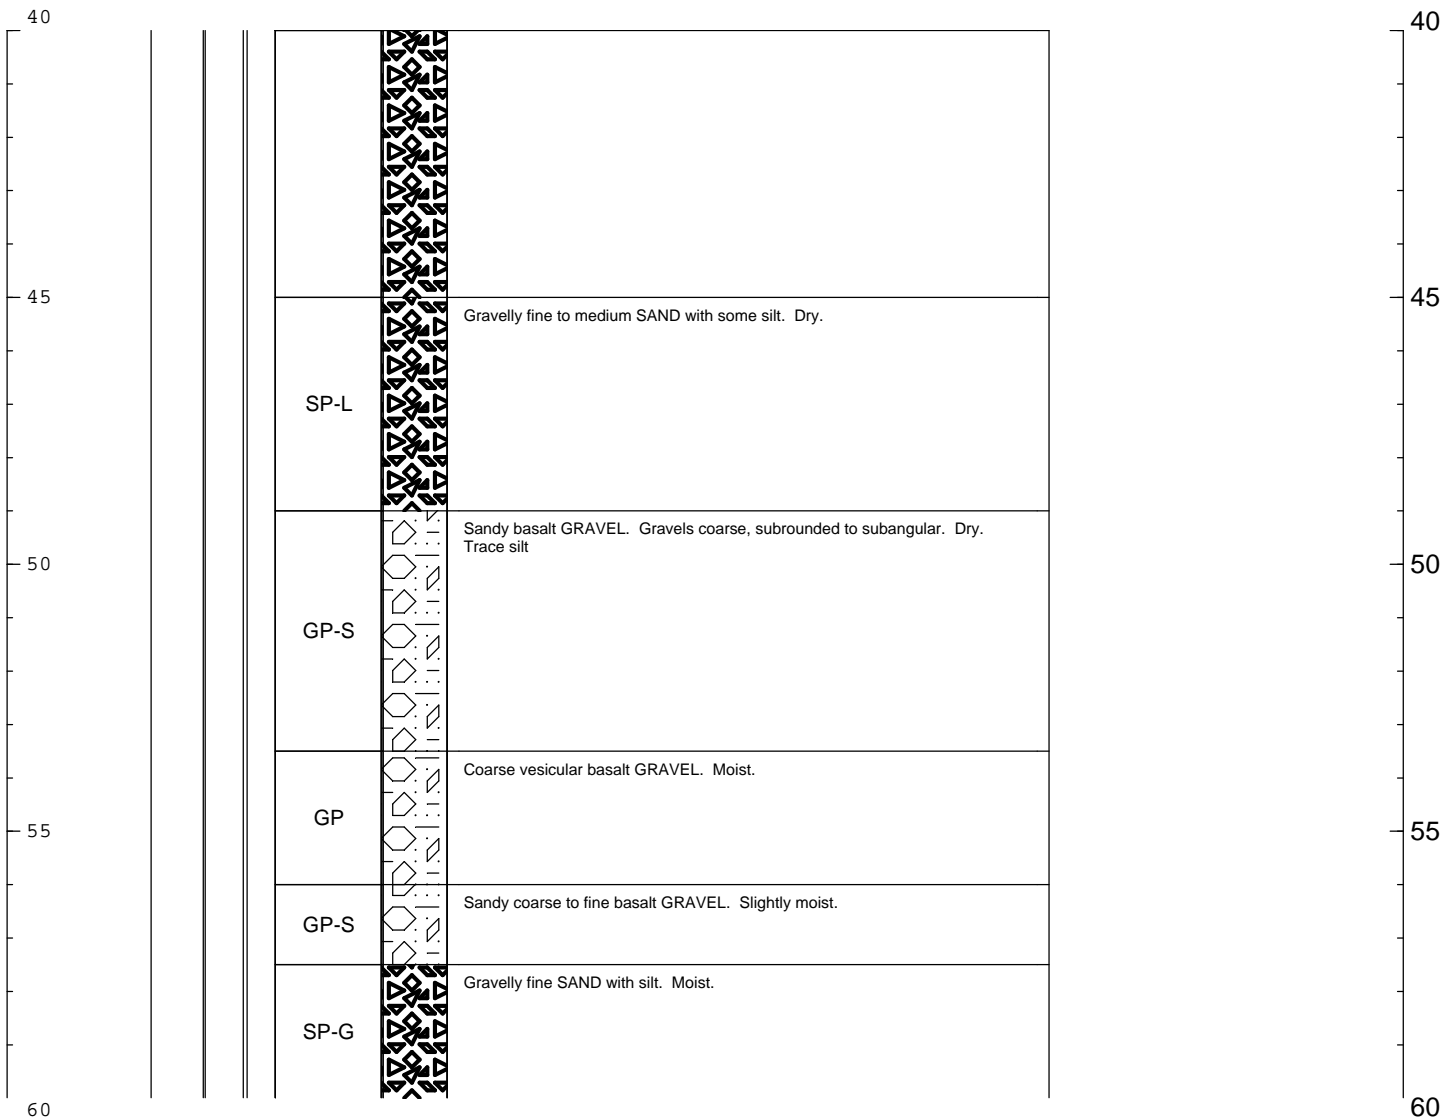 40
40
45
Gravelly fine to medium SAND with some silt. Dry.
45
SP-L
Sandy basalt GRAVEL. Gravels coarse, subrounded to subangular. Dry.
Trace silt
50
50
GP-S
Coarse vesicular basalt GRAVEL. Moist.
GP
55
55
Sandy coarse to fine basalt GRAVEL. Slightly moist.
GP-S
Gravelly fine SAND with silt. Moist.
SP-G
60
60